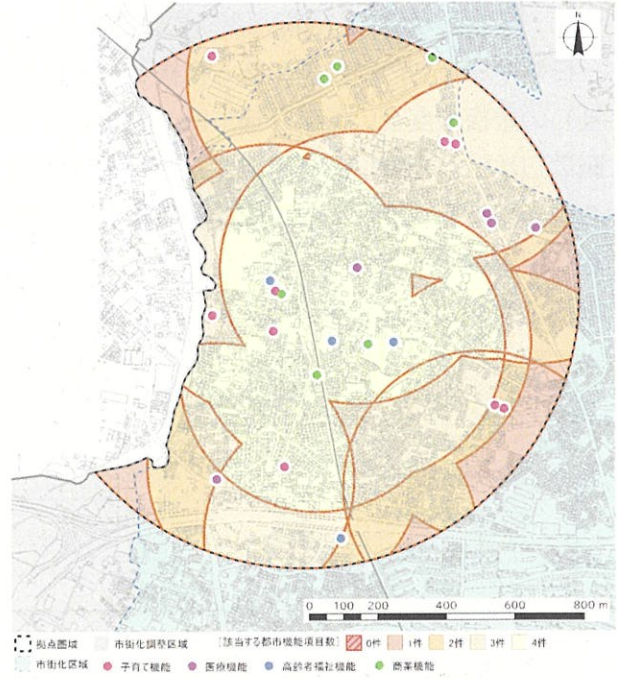 N
0 100 200 400 600 800 m
拠点圏域 市街化調整区域 [該当する都市機能項目数] 0件 1件 2件 3件 4件
市街化区域 子育て機能 医療機能 高齢者福祉機能 商業機能